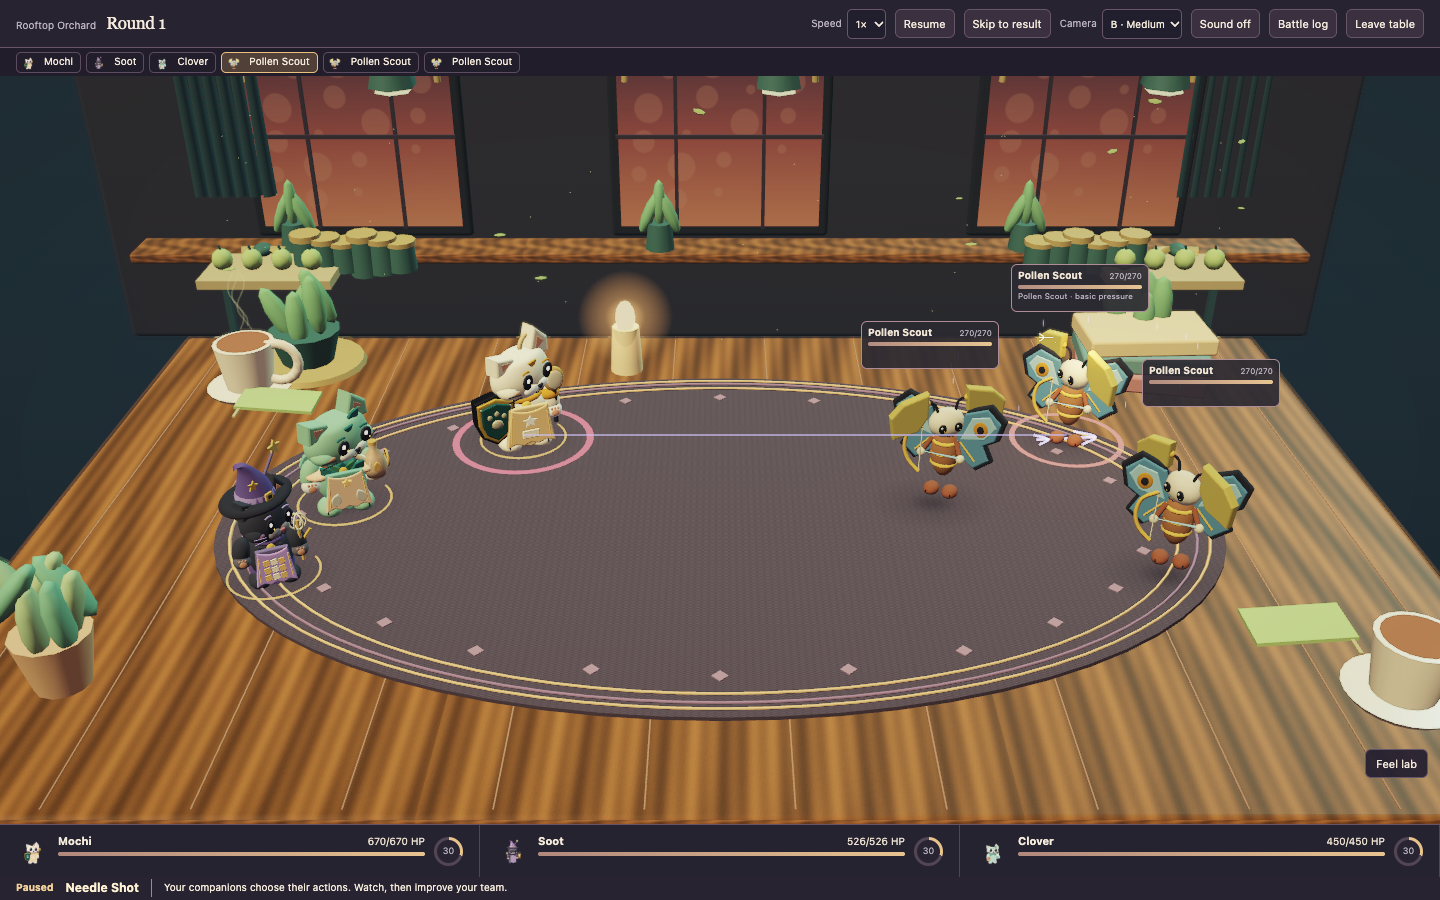 Rooftop Orchard Round 1
Speed 1x Resume Skip to result Camera B · Medium Sound off Battle log Leave table
Mochi Soot Clover Pollen Scout Pollen Scout Pollen Scout
Pollen Scout 270/270
Pollen Scout · basic pressure
Pollen Scout 270/270
Pollen Scout 270/270
Feel lab
Mochi 670/670 HP 30
Soot 526/526 HP 30
Clover 450/450 HP 30
Paused Needle Shot Your companions choose their actions. Watch, then improve your team.